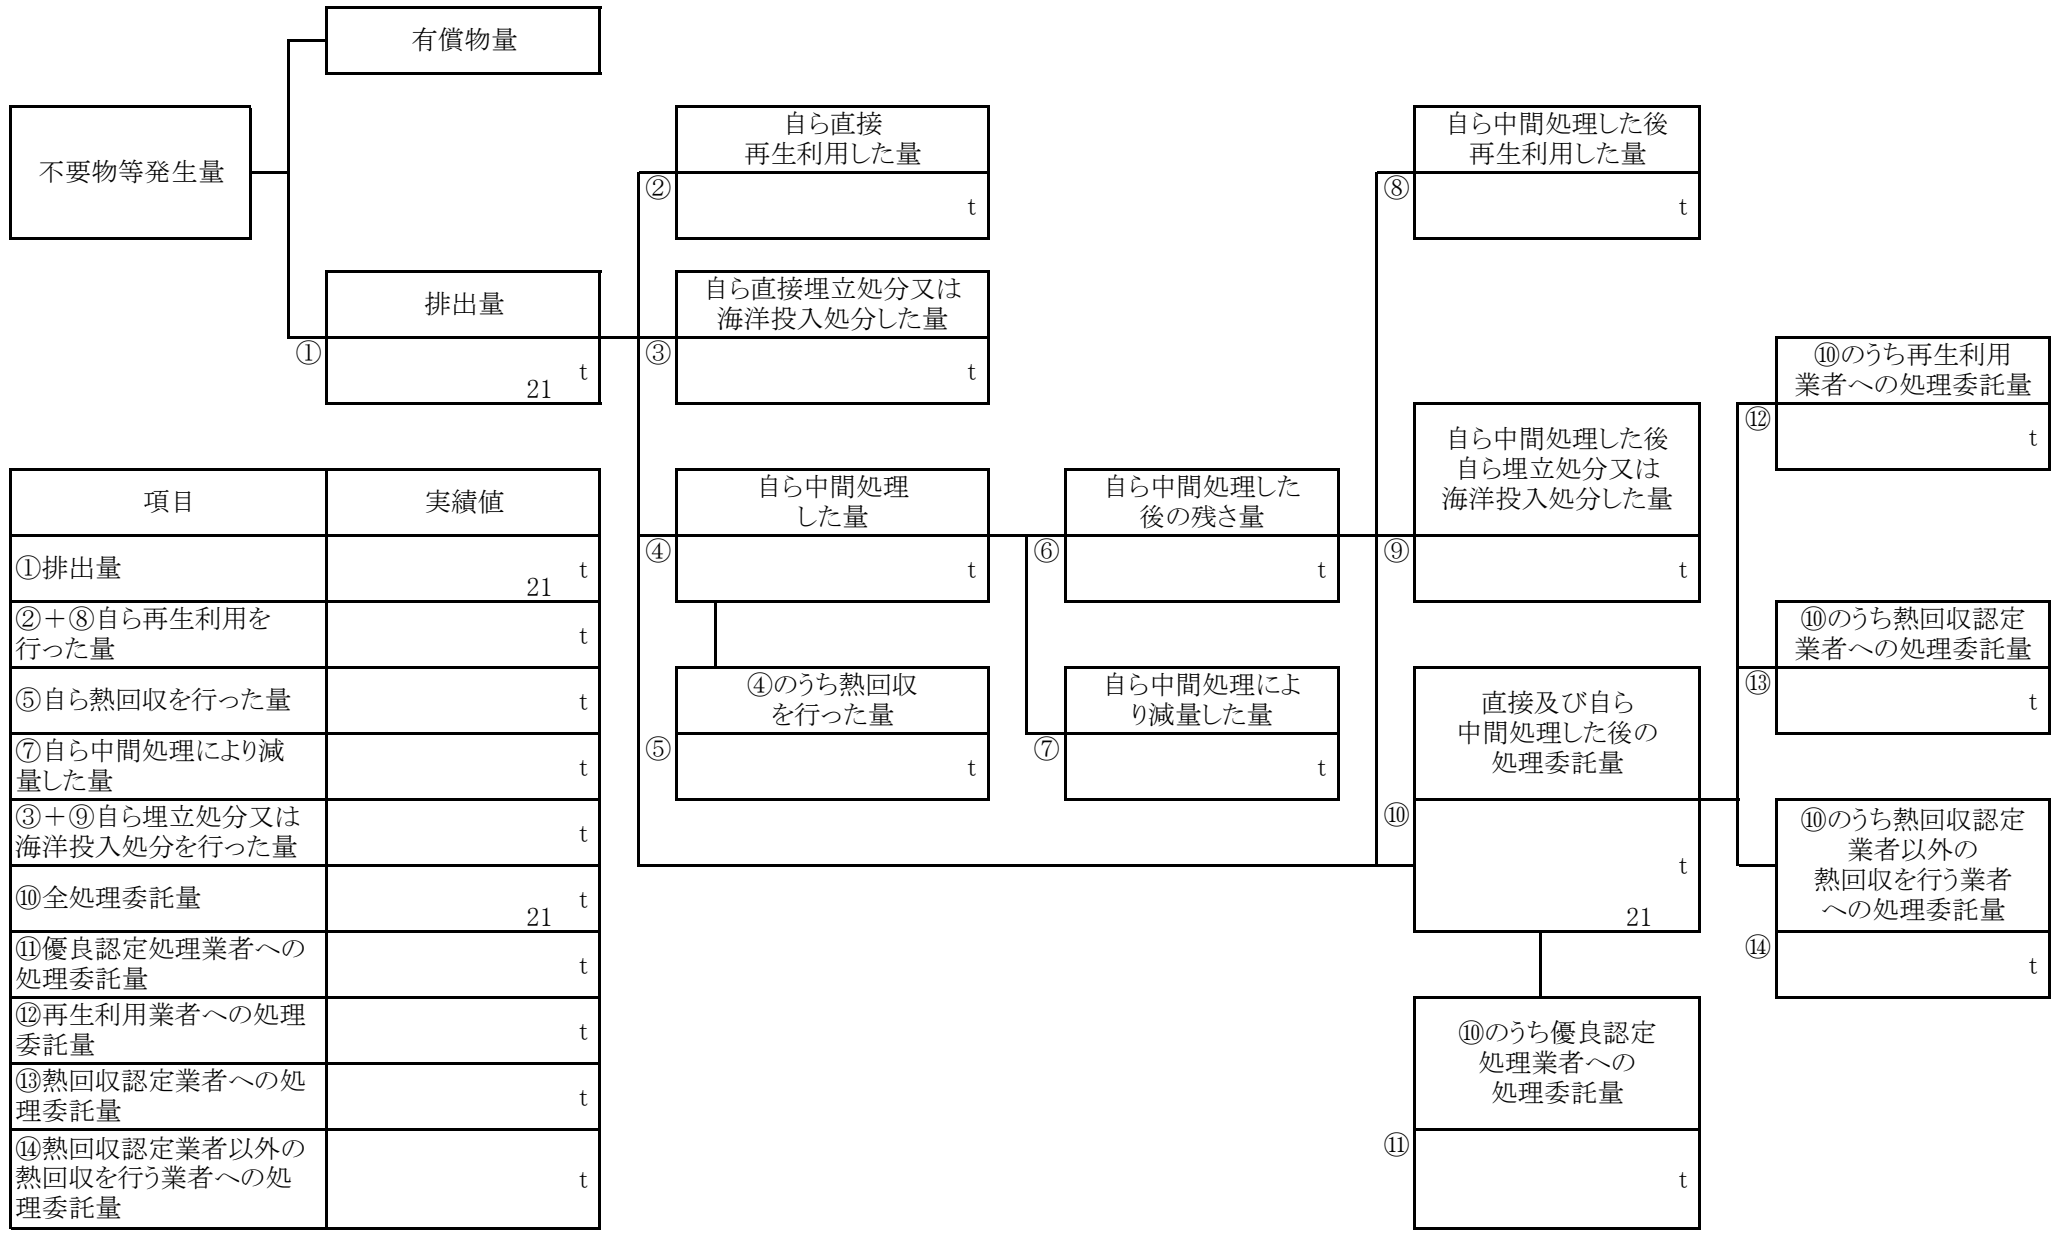 有償物量
不要物等発生量
排出量
①
t
21
自ら直接
再生利用した量
②
t
自ら直接埋立処分又は
海洋投入処分した量
③
t
自ら中間処理
した量
④
t
④のうち熱回収
を行った量
⑤
t
自ら中間処理した
後の残さ量
⑥
t
自ら中間処理によ
り減量した量
⑦
t
自ら中間処理した後
再生利用した量
⑧
t
自ら中間処理した後
自ら埋立処分又は
海洋投入処分した量
⑨
t
直接及び自ら
中間処理した後の
処理委託量
⑩
t
21
⑩のうち優良認定
処理業者への
処理委託量
⑪
t
⑩のうち再生利用
業者への処理委託量
⑫
t
⑩のうち熱回収認定
業者への処理委託量
⑬
t
⑩のうち熱回収認定
業者以外の
熱回収を行う業者
への処理委託量
⑭
t
項目 実績値
①排出量 t
21
②+⑧自ら再生利用を
行った量 t
⑤自ら熱回収を行った量 t
⑦自ら中間処理により減
量した量 t
③+⑨自ら埋立処分又は
海洋投入処分を行った量 t
⑩全処理委託量 t
21
⑪優良認定処理業者への
処理委託量 t
⑫再生利用業者への処理
委託量 t
⑬熱回収認定業者への処
理委託量 t
⑭熱回収認定業者以外の
熱回収を行う業者への処 t
理委託量